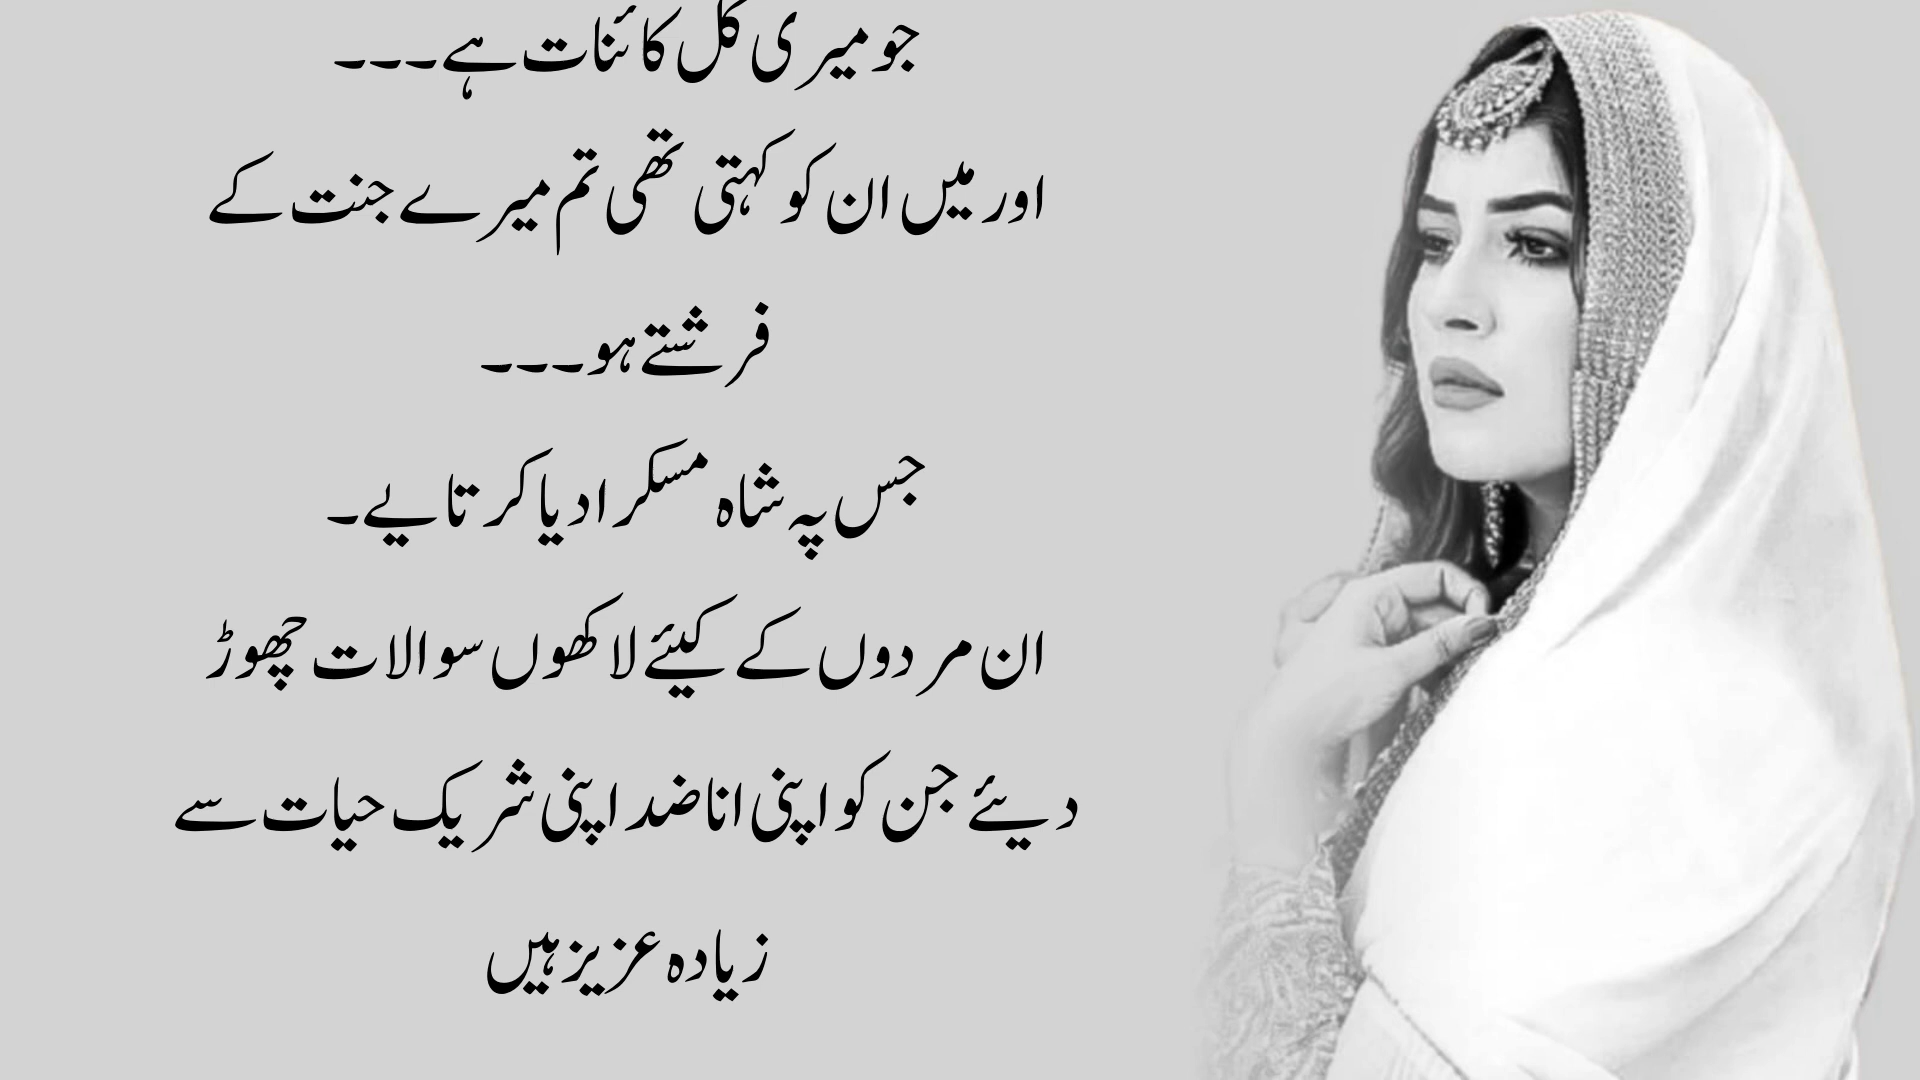 جو میری کل کائنات ہے۔۔۔
اور میں ان کو کہتی تھی تم میرے جنت کے
فرشتے ہو۔۔۔
جس پہ شاہ مسکرا دیا کرتا یے۔
ان مردوں کے کیئے لاکھوں سوالات چھوڑ
دیئے جن کو اپنی انا ضد اپنی شریک حیات سے
زیادہ عزیز ہیں